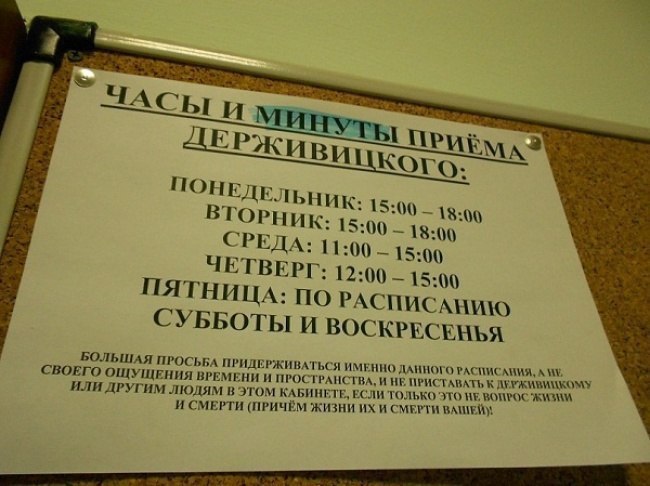 ЧАСЫ И МИНУТЫ ПРИЁМА
ДЕРЖИВИЦКОГО:
ПОНЕДЕЛЬНИК: 15:00 – 18:00
ВТОРНИК: 15:00 – 18:00
СРЕДА: 11:00 – 15:00
ЧЕТВЕРГ: 12:00 – 15:00
ПЯТНИЦА: ПО РАСПИСАНИЮ
СУББОТЫ И ВОСКРЕСЕНЬЯ
БОЛЬШАЯ ПРОСЬБА ПРИДЕРЖИВАТЬСЯ ИМЕННО ДАННОГО РАСПИСАНИЯ, А НЕ
СВОЕГО ОЩУЩЕНИЯ ВРЕМЕНИ И ПРОСТРАНСТВА, И НЕ ПРИСТАВАТЬ К ДЕРЖИВИЦКОМУ
ИЛИ ДРУГИМ ЛЮДЯМ В ЭТОМ КАБИНЕТЕ, ЕСЛИ ТОЛЬКО ЭТО НЕ ВОПРОС ЖИЗНИ
И СМЕРТИ (ПРИЧЁМ ЖИЗНИ ИХ И СМЕРТИ ВАШЕЙ)!